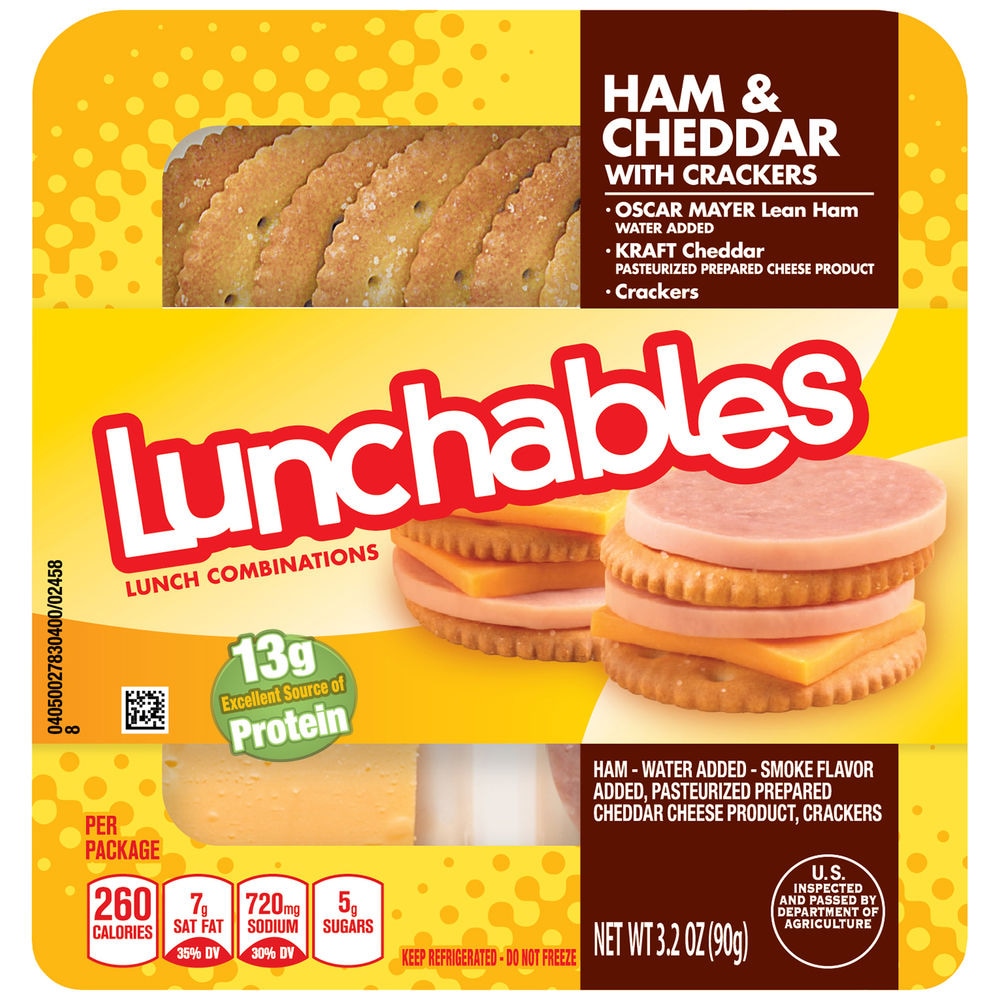 HAM &
CHEDDAR
WITH CRACKERS
• OSCAR MAYER Lean Ham
WATER ADDED
• KRAFT Cheddar
PASTEURIZED PREPARED CHEESE PRODUCT
• Crackers
Lunchables
LUNCH COMBINATIONS
04050027830400/02458
8
13g
Excellent Source of
Protein
HAM - WATER ADDED - SMOKE FLAVOR
ADDED, PASTEURIZED PREPARED
CHEDDAR CHEESE PRODUCT, CRACKERS
PER
PACKAGE
260
CALORIES
7g
SAT FAT
35% DV
720mg
SODIUM
30% DV
5g
SUGARS
KEEP REFRIGERATED - DO NOT FREEZE
NET WT 3.2 OZ (90g)
U.S.
INSPECTED
AND PASSED BY
DEPARTMENT OF
AGRICULTURE